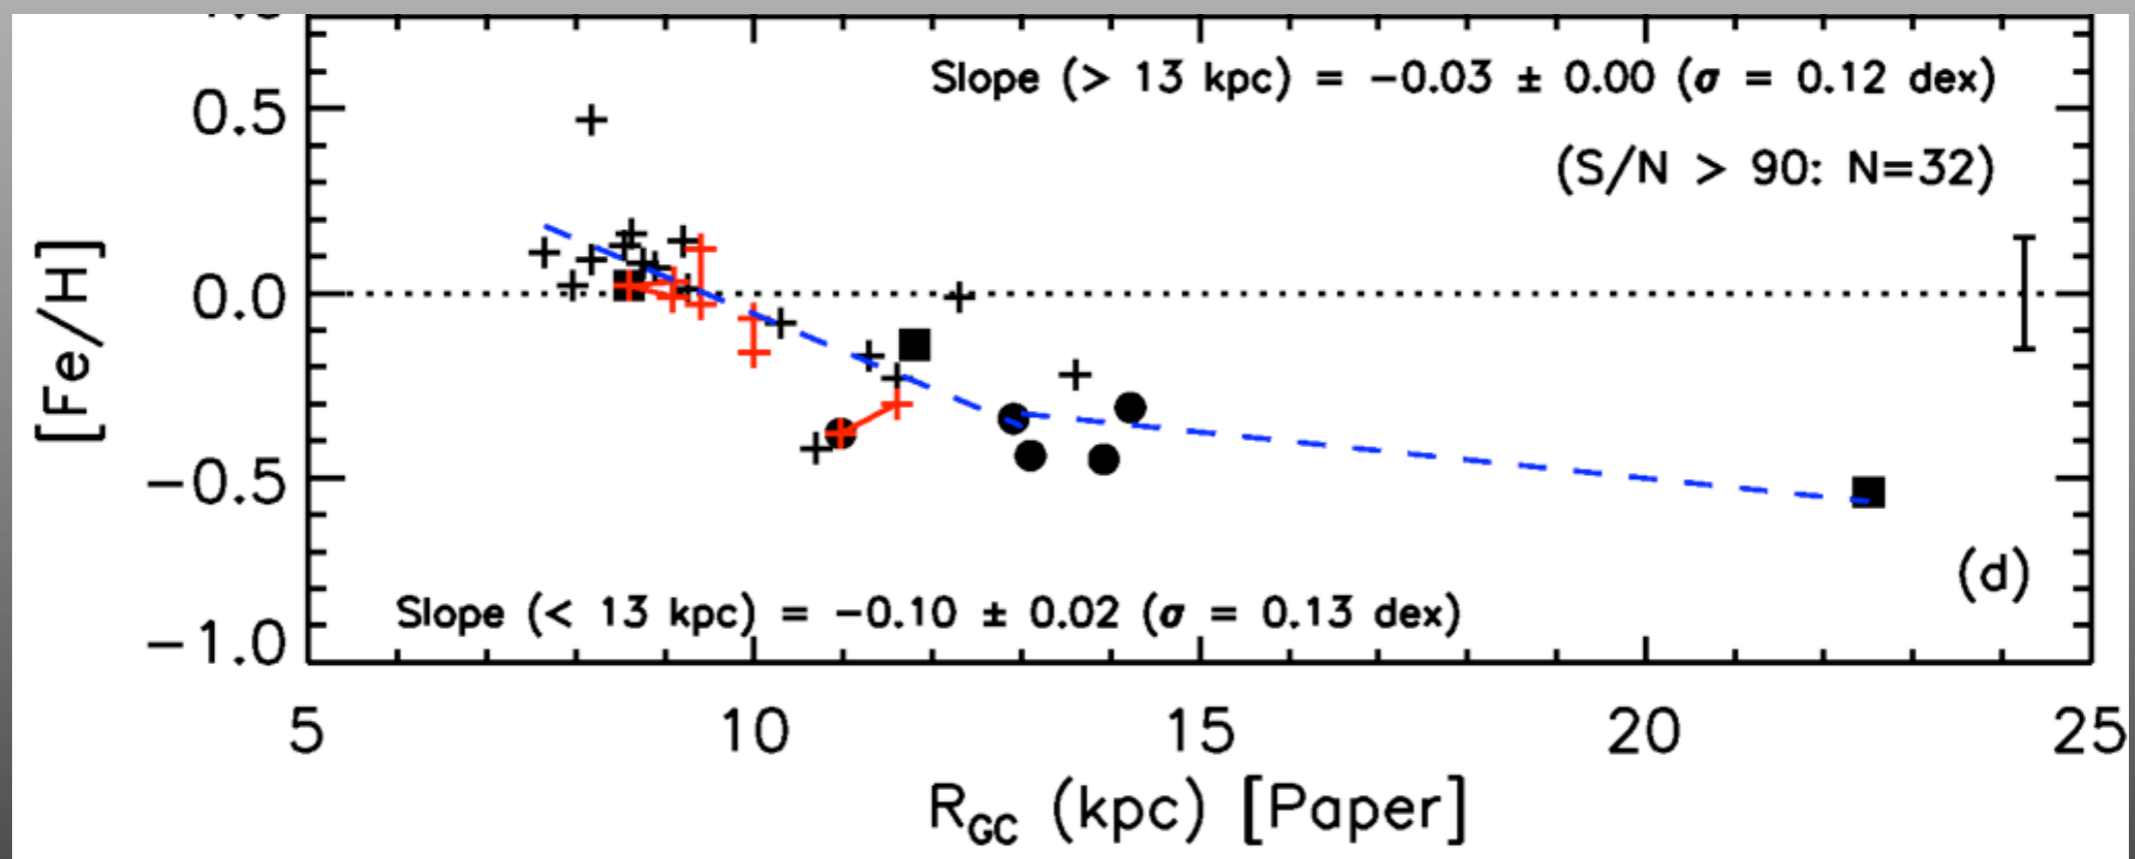 Slope (> 13 kpc) = −0.03 ± 0.00 (σ = 0.12 dex)
0.5
(S/N > 90: N=32)
[Fe/H]
0.0
−0.5
(d)
Slope (< 13 kpc) = −0.10 ± 0.02 (σ = 0.13 dex)
−1.0
5 10 15 20 25
R_GC (kpc) [Paper]